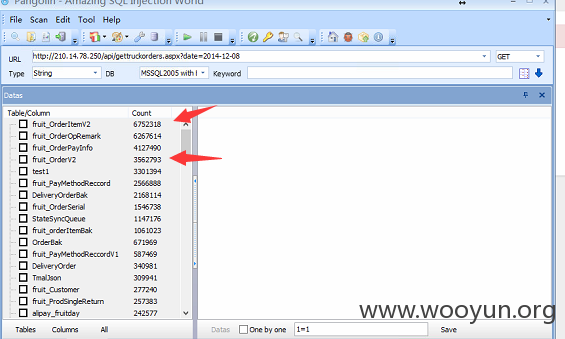 Pangolin - Amazing SQL Injection World
File Scan Edit Tool Help
URL http://210.14.78.250/api/gettruckorders.aspx?date=2014-12-08 GET
Type String DB MSSQL2005 with Keyword
Datas
Table/Column Count
fruit_OrderItemV2 6752318
fruit_OrderOpRemark 6267614
fruit_OrderPayInfo 4127490
fruit_OrderV2 3562793
test1 3301394
fruit_PayMethodReccord 2566888
DeliveryOrderBak 2168114
fruit_OrderSerial 1546738
StateSyncQueue 1147176
fruit_orderItemBak 1061023
OrderBak 671969
fruit_PayMethodReccordV1 587469
DeliveryOrder 340981
TmalJson 309941
fruit_Customer 277240
fruit_ProdSingleReturn 257383
alipay_fruitday 242577
www.wooyun.org
Tables Columns All Datas One by one 1=1 Save